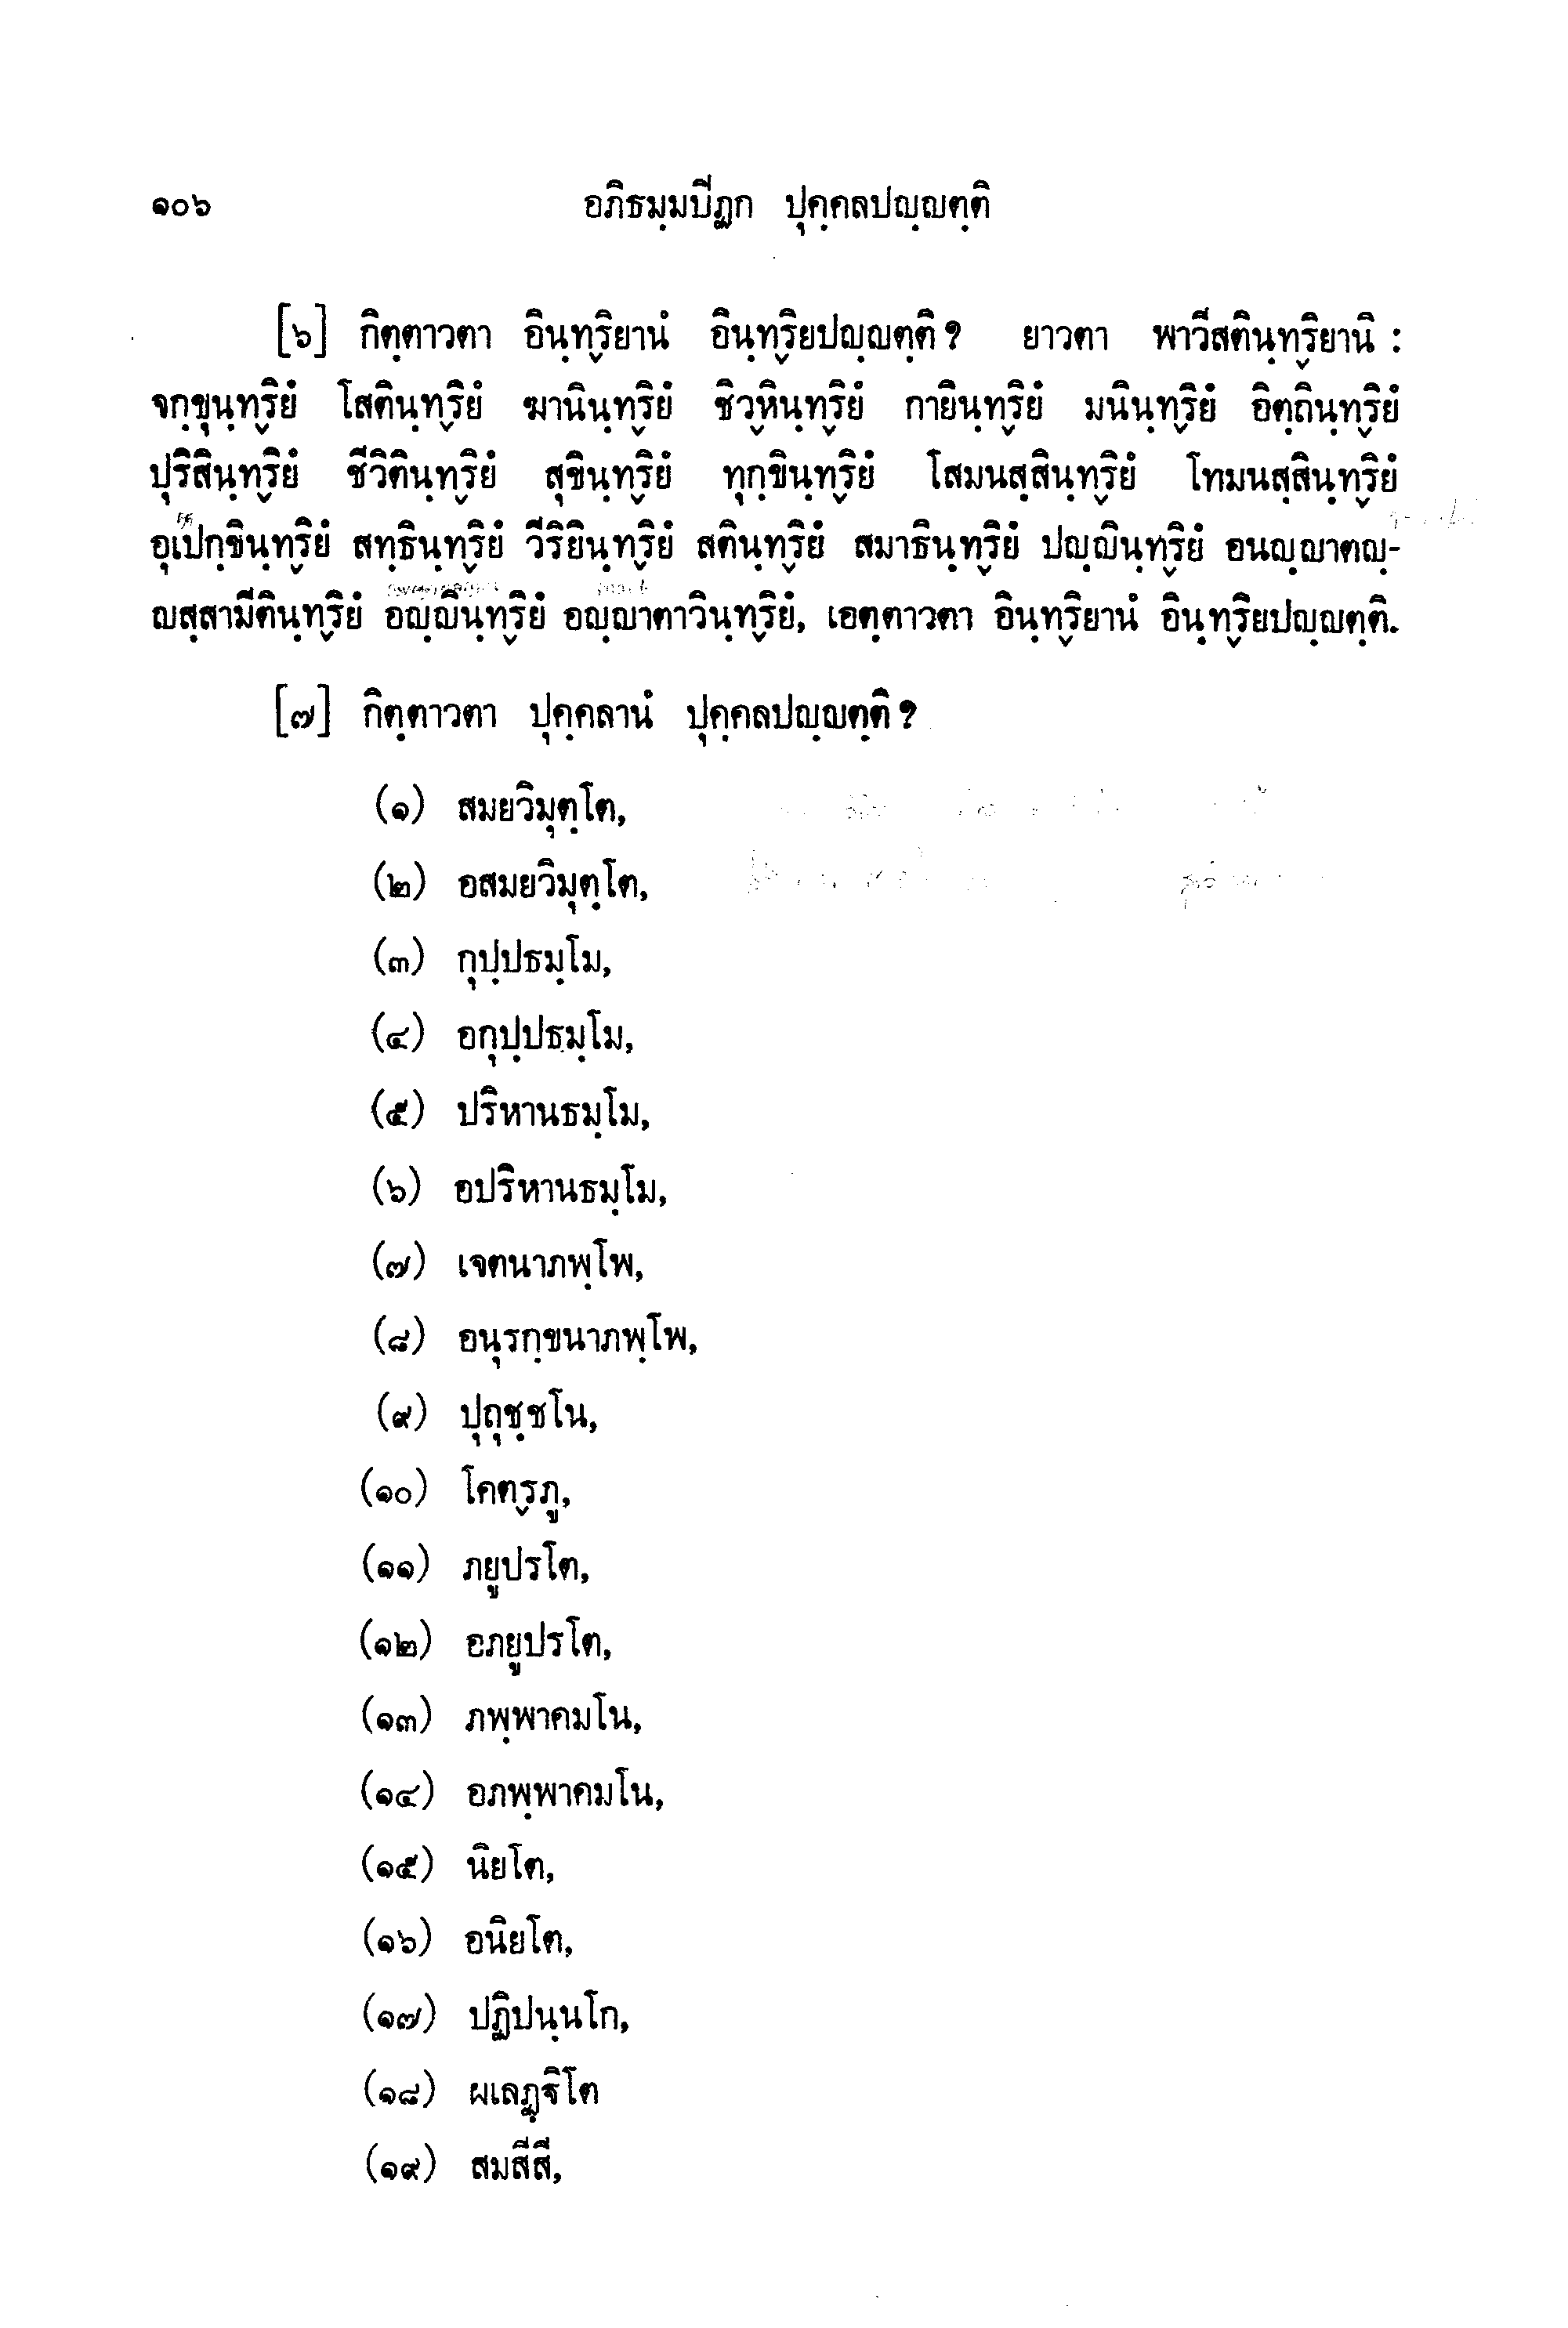 ๑๐๖ อภิธมฺมปีฏก ปุคฺคลปญฺญตฺติ
[๖] กิตฺตาวตา อินฺทฺริยานํ อินฺทฺริยปญฺญตฺติ? ยาวตา พาวีสตินฺทฺริยานิ :
จกฺขุนฺทฺริยํ โสตินฺทฺริยํ ฆานินฺทฺริยํ ชิวฺหินฺทฺริยํ กายินฺทฺริยํ มนินฺทฺริยํ อิตฺถินฺทฺริยํ
ปุริสินฺทฺริยํ ชีวิตินฺทฺริยํ สุขินฺทฺริยํ ทุกฺขินฺทฺริยํ โสมนสฺสินฺทฺริยํ โทมนสฺสินฺทฺริยํ
อุเปกฺขินฺทฺริยํ สทฺธินฺทฺริยํ วีริยินฺทฺริยํ สตินฺทฺริยํ สมาธินฺทฺริยํ ปญฺญินฺทฺริยํ อนญฺญาตญฺ-
ญสฺสามีตินฺทฺริยํ อญฺญินฺทฺริยํ อญฺญาตาวินฺทฺริยํ, เอตฺตาวตา อินฺทฺริยานํ อินฺทฺริยปญฺญตฺติ.
[๗] กิตฺตาวตา ปุคฺคลานํ ปุคฺคลปญฺญตฺติ?
(๑) สมยวิมุตฺโต,
(๒) อสมยวิมุตฺโต,
(๓) กุปฺปธมฺโม,
(๔) อกุปฺปธมฺโม,
(๕) ปริหานธมฺโม,
(๖) อปริหานธมฺโม,
(๗) เจตนาภพฺโพ,
(๘) อนุรกฺขนาภพฺโพ,
(๙) ปุถุชฺชโน,
(๑๐) โคตฺรภู,
(๑๑) ภยูปรโต,
(๑๒) อภยูปรโต,
(๑๓) ภพฺพาคมโน,
(๑๔) อภพฺพาคมโน,
(๑๕) นิยโต,
(๑๖) อนิยโต,
(๑๗) ปฏิปนฺนโก,
(๑๘) ผเลฏฺฐิโต
(๑๙) สมสีสี,